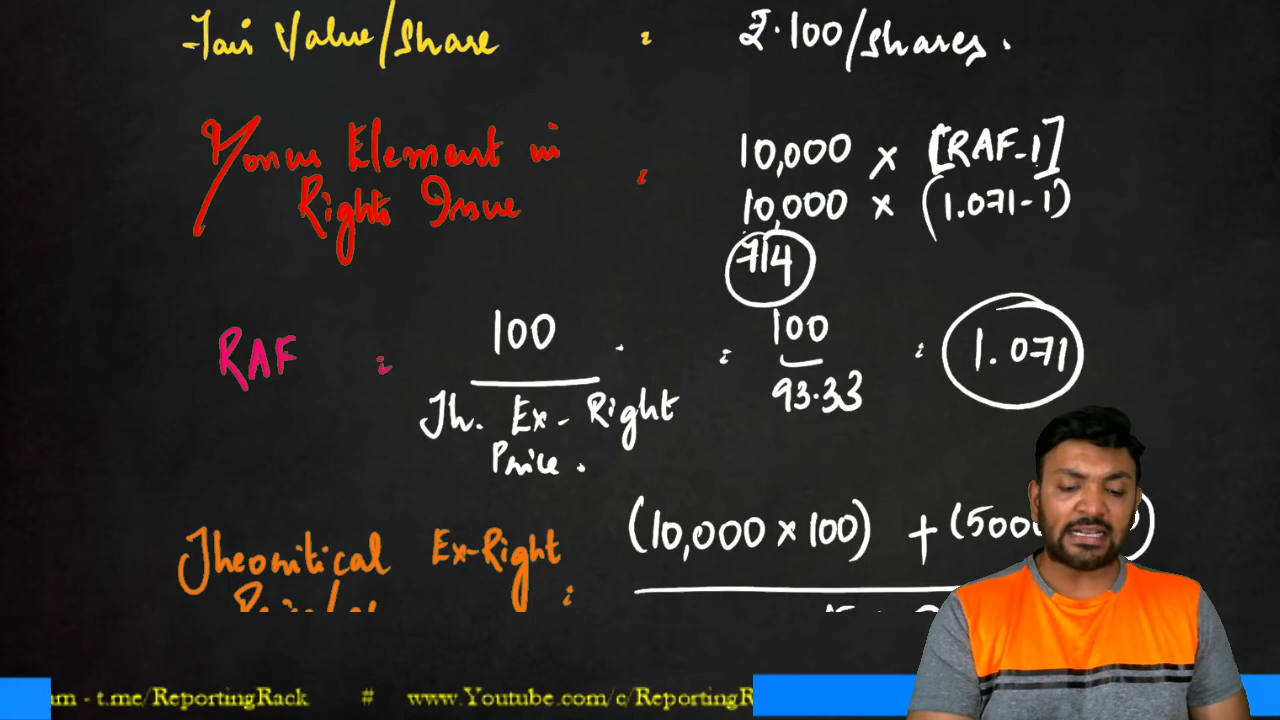 Fair Value/Share : ₹.100/shares.
Bonus Element in : 10,000 × [RAF-1]
Rights Issue 10,000 × (1.071-1)
714
RAF : 100 . : 100 : 1.071
Th. Ex-Right 93.33
Price.
Theoritical Ex-Right : (10,000×100) + (5000
am - t.me/ReportingRack # www.Youtube.com/c/ReportingR